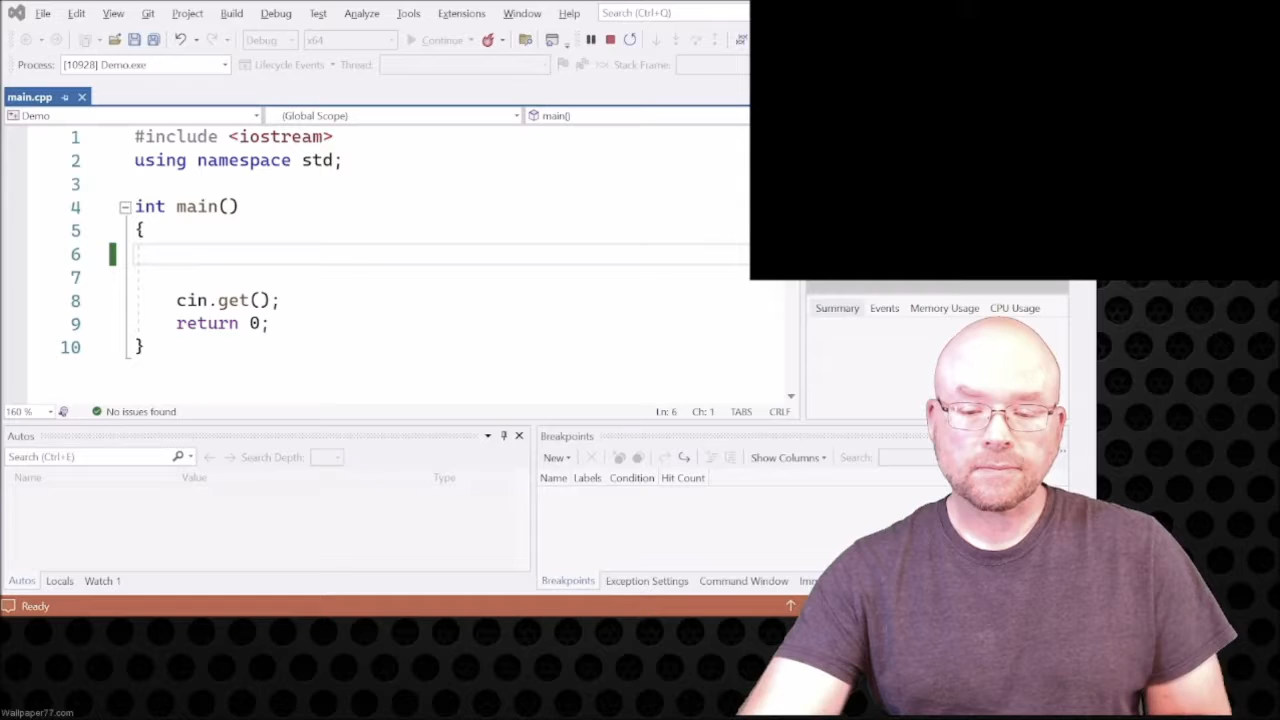 File Edit View Git Project Build Debug Test Analyze Tools Extensions Window Help Search (Ctrl+Q)
Debug x64 Continue
Process: [10928] Demo.exe Lifecycle Events Thread: Stack Frame:
main.cpp
Demo (Global Scope) main()
1 #include <iostream>
2 using namespace std;
3
4 int main()
5 {
6
7
8 cin.get();
9 return 0;
10 }
160 % No issues found Ln: 6 Ch: 1 TABS CRLF
Summary Events Memory Usage CPU Usage
Autos
Search (Ctrl+E) Search Depth:
Name Value Type
Autos Locals Watch 1
Breakpoints
New Show Columns Search:
Name Labels Condition Hit Count
Breakpoints Exception Settings Command Window
Ready
Wallpaper77.com